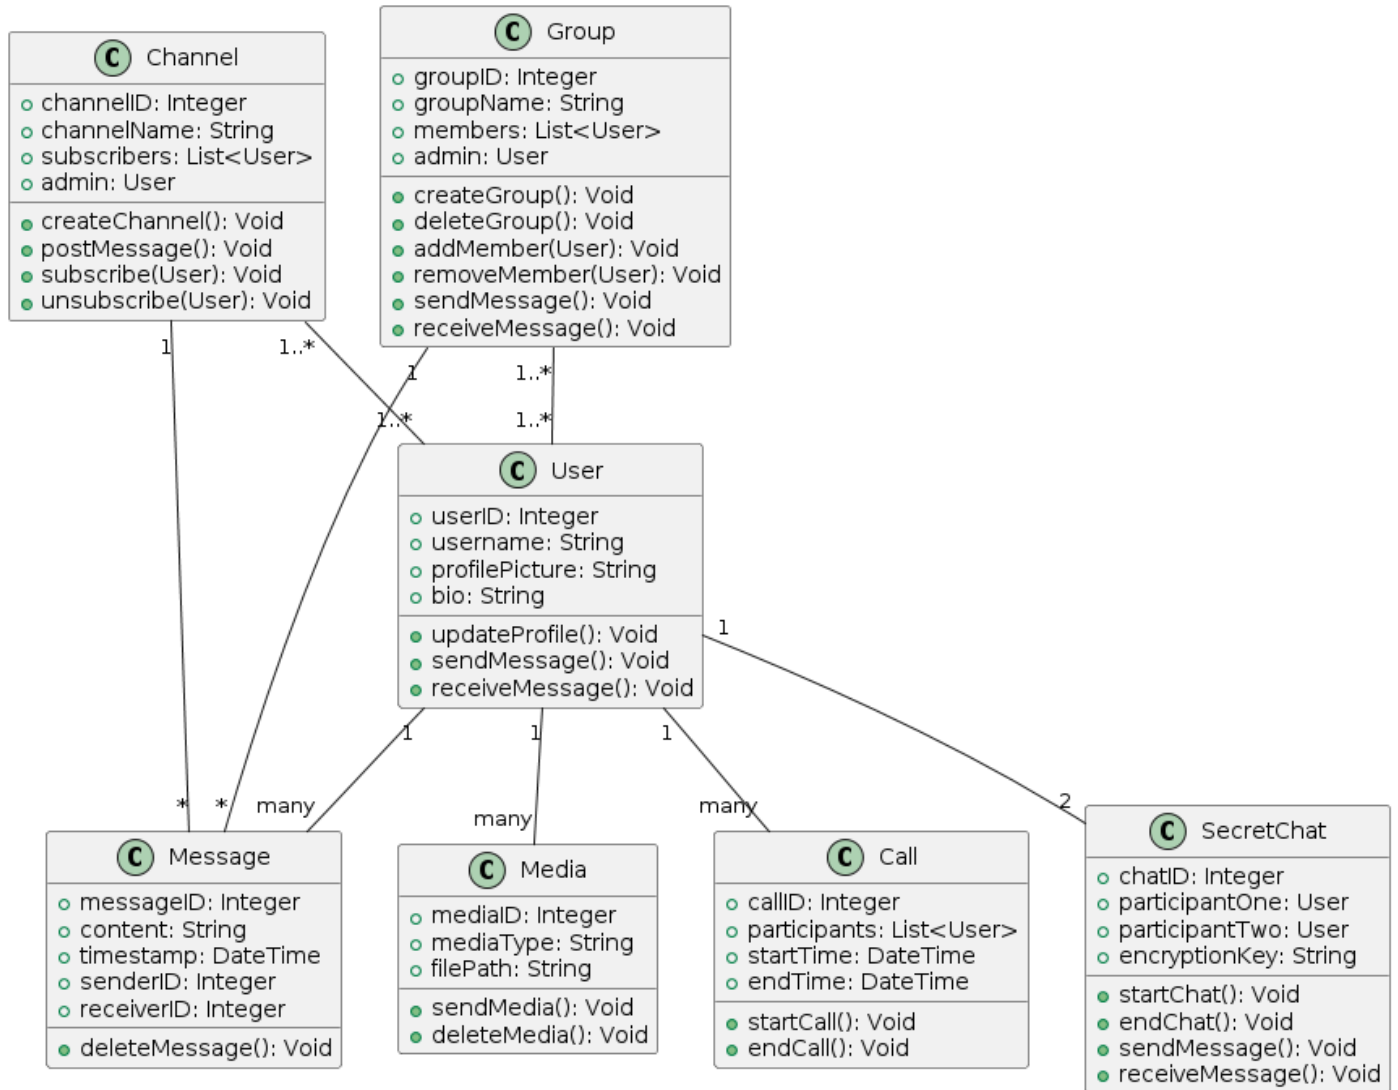 C Channel
channelID: Integer
channelName: String
subscribers: List<User>
admin: User
createChannel(): Void
postMessage(): Void
subscribe(User): Void
unsubscribe(User): Void
C Group
groupID: Integer
groupName: String
members: List<User>
admin: User
createGroup(): Void
deleteGroup(): Void
addMember(User): Void
removeMember(User): Void
sendMessage(): Void
receiveMessage(): Void
1
1..*
1
1..*
1..*
1..*
C User
userID: Integer
username: String
profilePicture: String
bio: String
updateProfile(): Void
sendMessage(): Void
receiveMessage(): Void
1
1
1
1
*
*
many
many
many
2
C Message
messageID: Integer
content: String
timestamp: DateTime
senderID: Integer
receiverID: Integer
deleteMessage(): Void
C Media
mediaID: Integer
mediaType: String
filePath: String
sendMedia(): Void
deleteMedia(): Void
C Call
callID: Integer
participants: List<User>
startTime: DateTime
endTime: DateTime
startCall(): Void
endCall(): Void
C SecretChat
chatID: Integer
participantOne: User
participantTwo: User
encryptionKey: String
startChat(): Void
endChat(): Void
sendMessage(): Void
receiveMessage(): Void